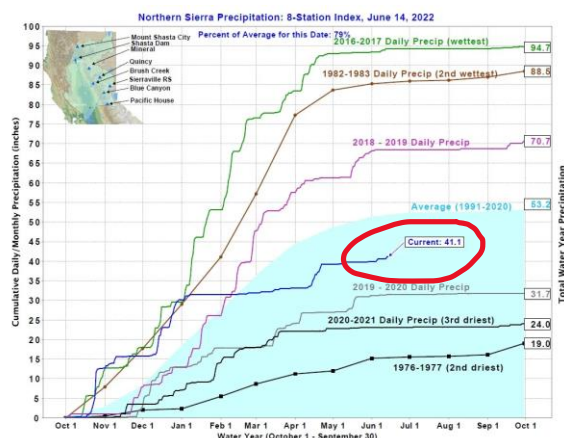 Northern Sierra Precipitation: 8-Station Index, June 14, 2022
Percent of Average for this Date: 79%
Mount Shasta City
Shasta Dam
Mineral
Quincy
Brush Creek
Sierraville RS
Blue Canyon
Pacific House
2016-2017 Daily Precip (wettest)
94.7
1982-1983 Daily Precip (2nd wettest)
88.5
2018 - 2019 Daily Precip
70.7
Average (1991-2020)
53.2
Current: 41.1
2019 - 2020 Daily Precip
31.7
2020-2021 Daily Precip (3rd driest)
24.0
19.0
1976-1977 (2nd driest)
Cumulative Daily/Monthly Precipitation (inches)
100
95
90
85
80
75
70
65
60
55
50
45
40
35
30
25
20
15
10
5
0
Total Water Year Precipitation
Oct 1 Nov 1 Dec 1 Jan 1 Feb 1 Mar 1 Apr 1 May 1 Jun 1 Jul 1 Aug 1 Sep 1 Oct 1
Water Year (October 1 - September 30)